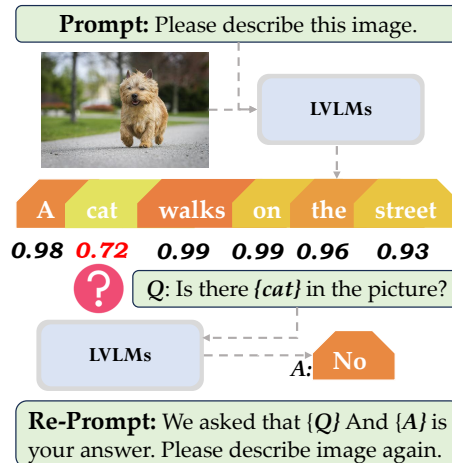 Prompt: Please describe this image.
LVLMs
A cat walks on the street
0.98 0.72 0.99 0.99 0.96 0.93
?
Q: Is there {cat} in the picture?
LVLMs
A: No
Re-Prompt: We asked that {Q} And {A} is
your answer. Please describe image again.